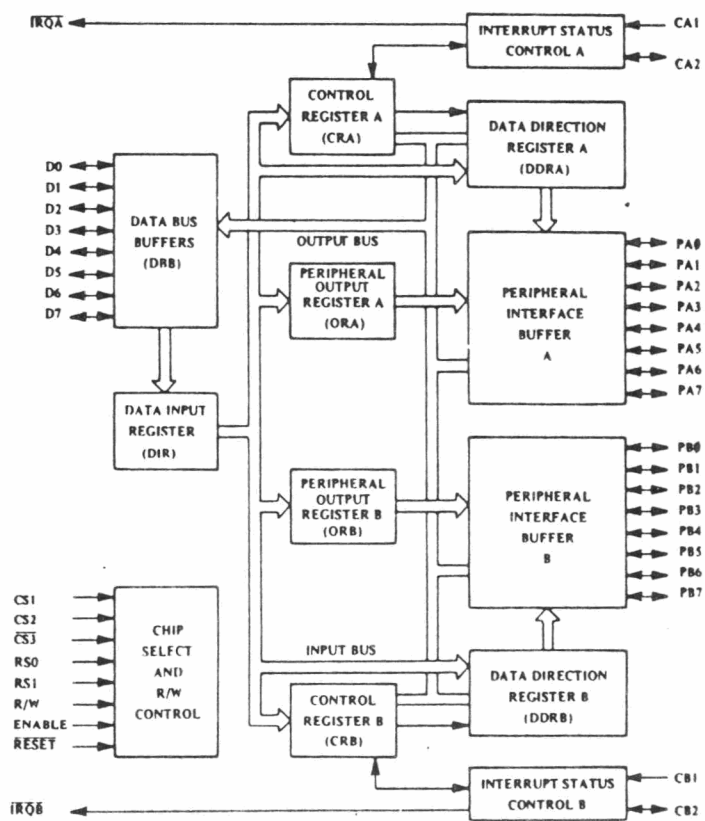 IRQA
INTERRUPT STATUS
CONTROL A
CA1
CA2
CONTROL
REGISTER A
(CRA)
DATA DIRECTION
REGISTER A
(DDRA)
D0
D1
D2
D3
D4
D5
D6
D7
DATA BUS
BUFFERS
(DBB)
OUTPUT BUS
PERIPHERAL
OUTPUT
REGISTER A
(ORA)
PERIPHERAL
INTERFACE
BUFFER
A
PA0
PA1
PA2
PA3
PA4
PA5
PA6
PA7
DATA INPUT
REGISTER
(DIR)
PERIPHERAL
OUTPUT
REGISTER B
(ORB)
PERIPHERAL
INTERFACE
BUFFER
B
PB0
PB1
PB2
PB3
PB4
PB5
PB6
PB7
CS1
CS2
CS3
RS0
RS1
R/W
ENABLE
RESET
CHIP
SELECT
AND
R/W
CONTROL
INPUT BUS
CONTROL
REGISTER B
(CRB)
DATA DIRECTION
REGISTER B
(DDRB)
IRQB
INTERRUPT STATUS
CONTROL B
CB1
CB2